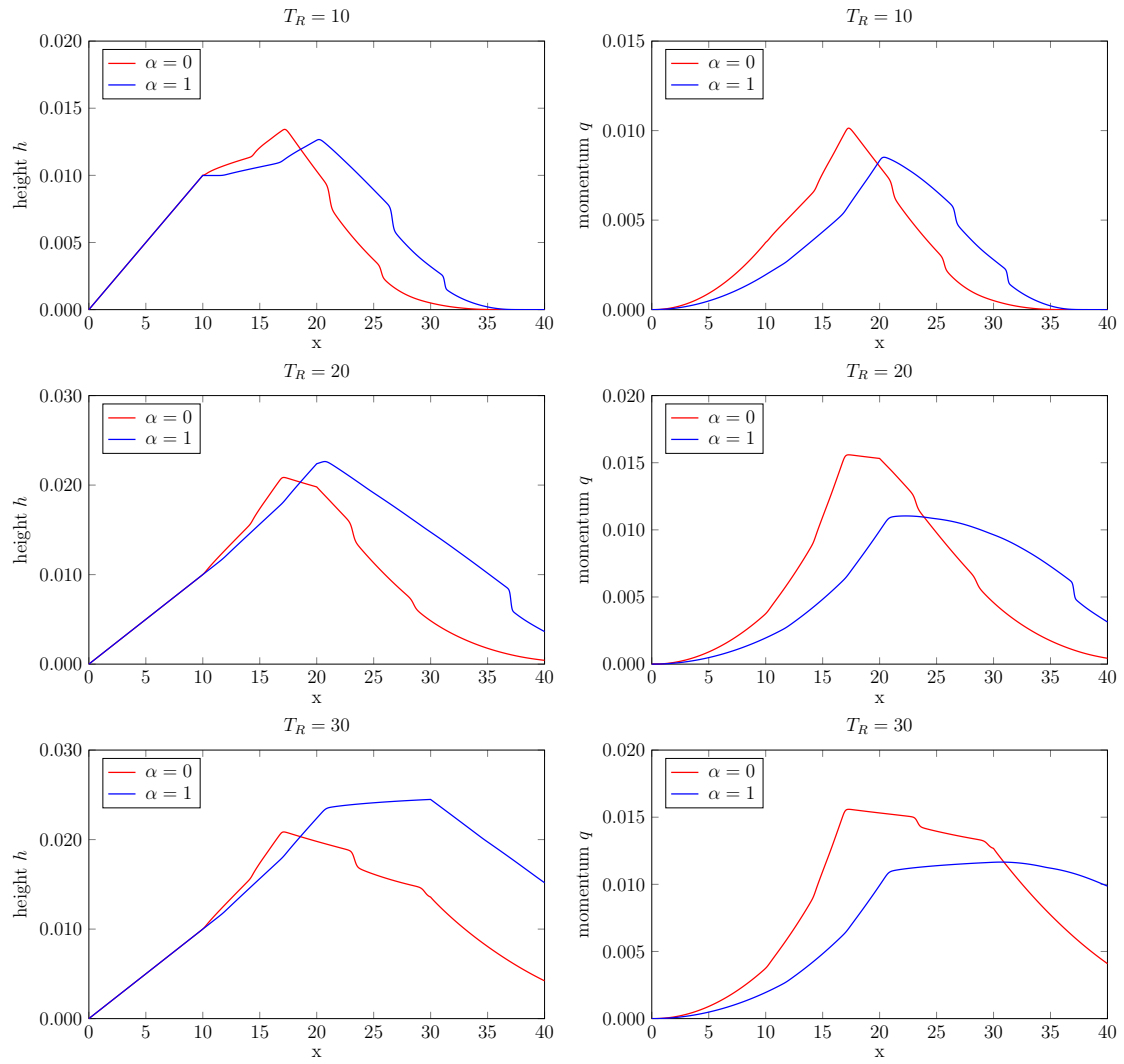 $T_R = 10$
height $h$
0.020
0.015
0.010
0.005
0.000
α = 0
α = 1
0 5 10 15 20 25 30 35 40
x
$T_R = 10$
momentum $q$
0.015
0.010
0.005
0.000
α = 0
α = 1
0 5 10 15 20 25 30 35 40
x
$T_R = 20$
height $h$
0.030
0.020
0.010
0.000
α = 0
α = 1
0 5 10 15 20 25 30 35 40
x
$T_R = 20$
momentum $q$
0.020
0.015
0.010
0.005
0.000
α = 0
α = 1
0 5 10 15 20 25 30 35 40
x
$T_R = 30$
height $h$
0.030
0.020
0.010
0.000
α = 0
α = 1
0 5 10 15 20 25 30 35 40
x
$T_R = 30$
momentum $q$
0.020
0.015
0.010
0.005
0.000
α = 0
α = 1
0 5 10 15 20 25 30 35 40
x